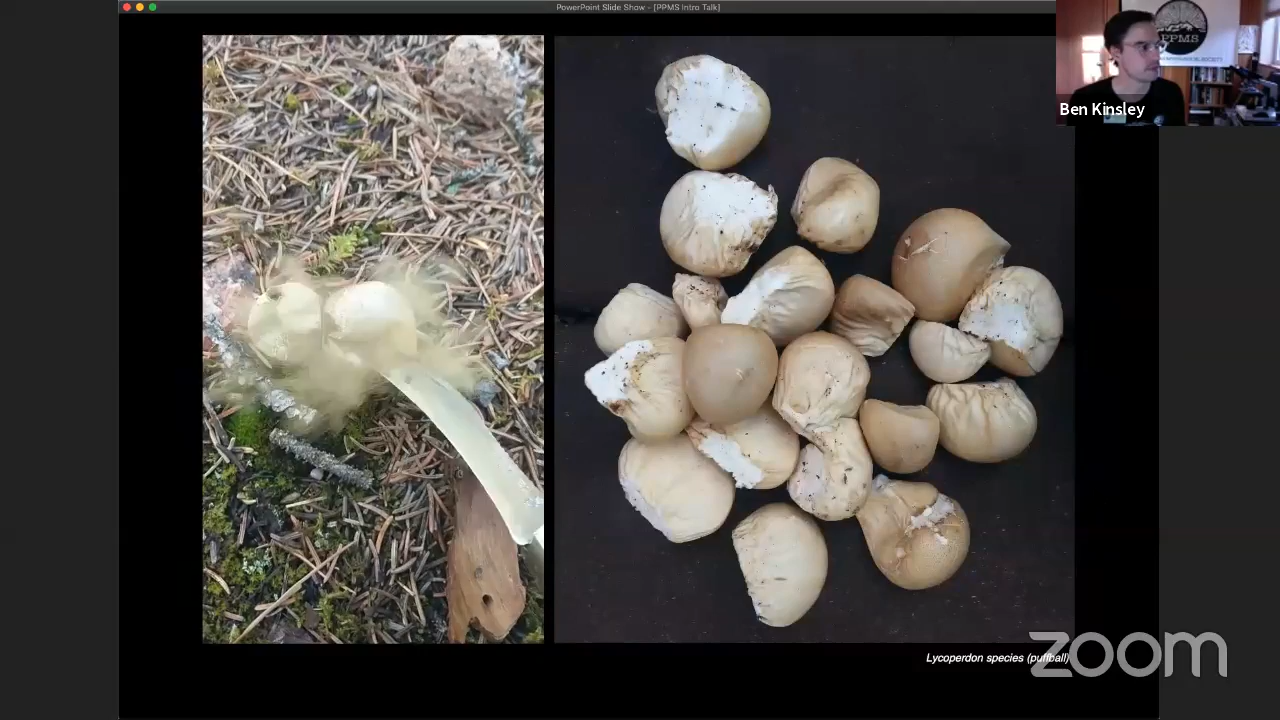 PowerPoint Slide Show - [PPMS Intro Talk]
PPMS
Ben Kinsley
Lycoperdon species (puffball)
zoom